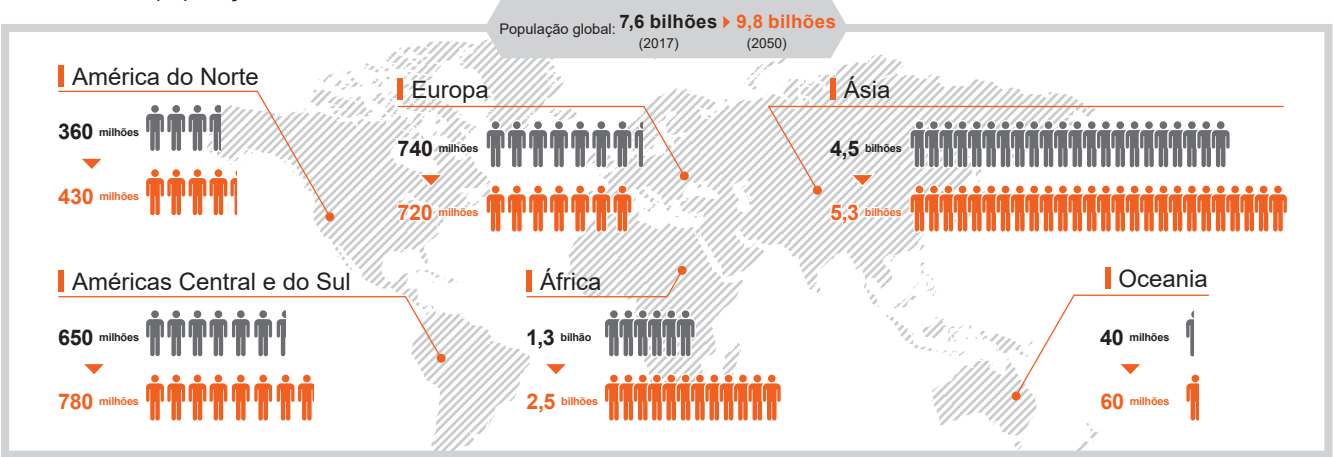 População global: 7,6 bilhões 9,8 bilhões
(2017) (2050)
América do Norte
360 milhões
430 milhões
Europa
740 milhões
720 milhões
Ásia
4,5 bilhões
5,3 bilhões
Américas Central e do Sul
650 milhões
780 milhões
África
1,3 bilhão
2,5 bilhões
Oceania
40 milhões
60 milhões